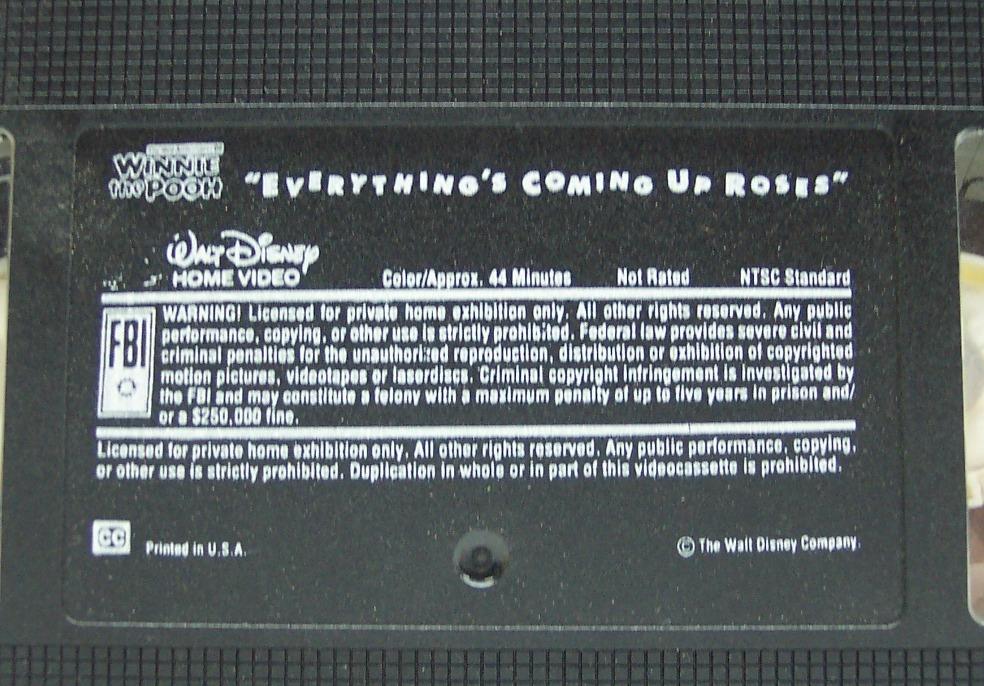 WINNIE
the POOH
"EVERYTHING'S COMING UP ROSES"
WALT DISNEY
HOME VIDEO Color/Approx. 44 Minutes Not Rated NTSC Standard
FBI
WARNING! Licensed for private home exhibition only. All other rights reserved. Any public
performance, copying, or other use is strictly prohibited. Federal law provides severe civil and
criminal penalties for the unauthorized reproduction, distribution or exhibition of copyrighted
motion pictures, videotapes or laserdiscs. Criminal copyright infringement is investigated by
the FBI and may constitute a felony with a maximum penalty of up to five years in prison and/
or a $250,000 fine.
Licensed for private home exhibition only. All other rights reserved. Any public performance, copying,
or other use is strictly prohibited. Duplication in whole or in part of this videocassette is prohibited.
CC Printed in U.S.A. © The Walt Disney Company.